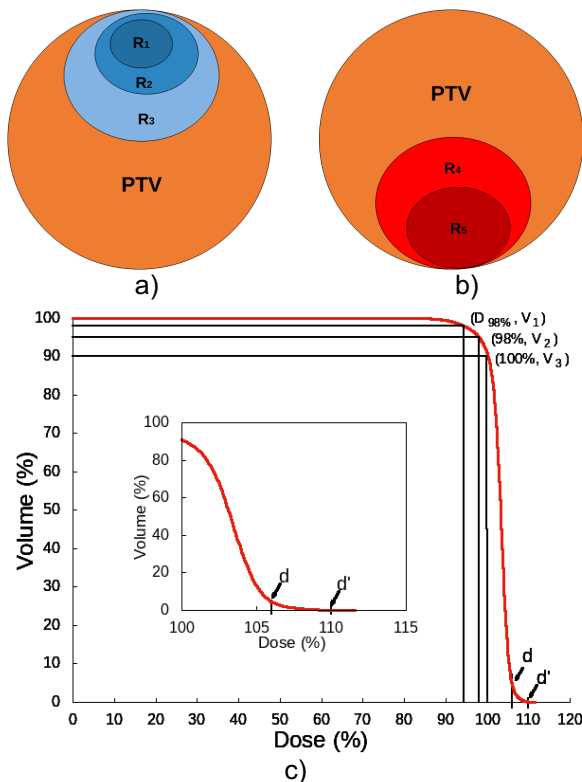 R1
R2
R3
PTV
a)
PTV
R4
R5
b)
100
90
80
70
60
50
40
30
20
10
0
Volume (%)
(D98%, V1)
(98%, V2)
(100%, V3)
100
80
60
40
20
0
Volume (%)
d
d'
100
105
110
115
Dose (%)
d
d'
0
10
20
30
40
50
60
70
80
90
100
110
120
Dose (%)
c)